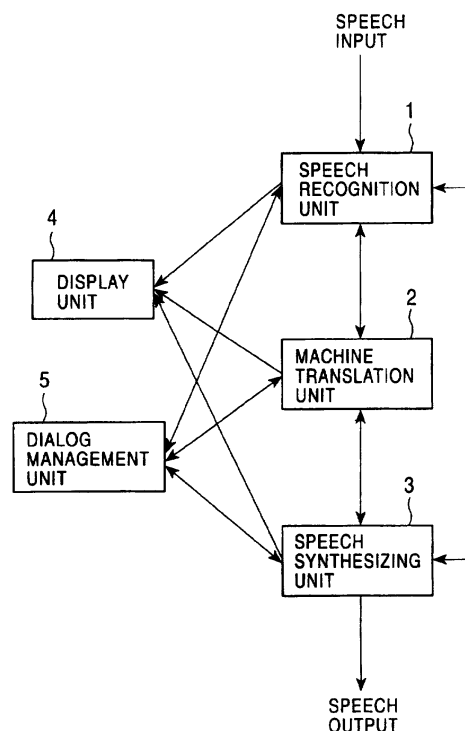 SPEECH
INPUT
1
SPEECH
RECOGNITION
UNIT
4
DISPLAY
UNIT
2
MACHINE
TRANSLATION
UNIT
5
DIALOG
MANAGEMENT
UNIT
3
SPEECH
SYNTHESIZING
UNIT
SPEECH
OUTPUT